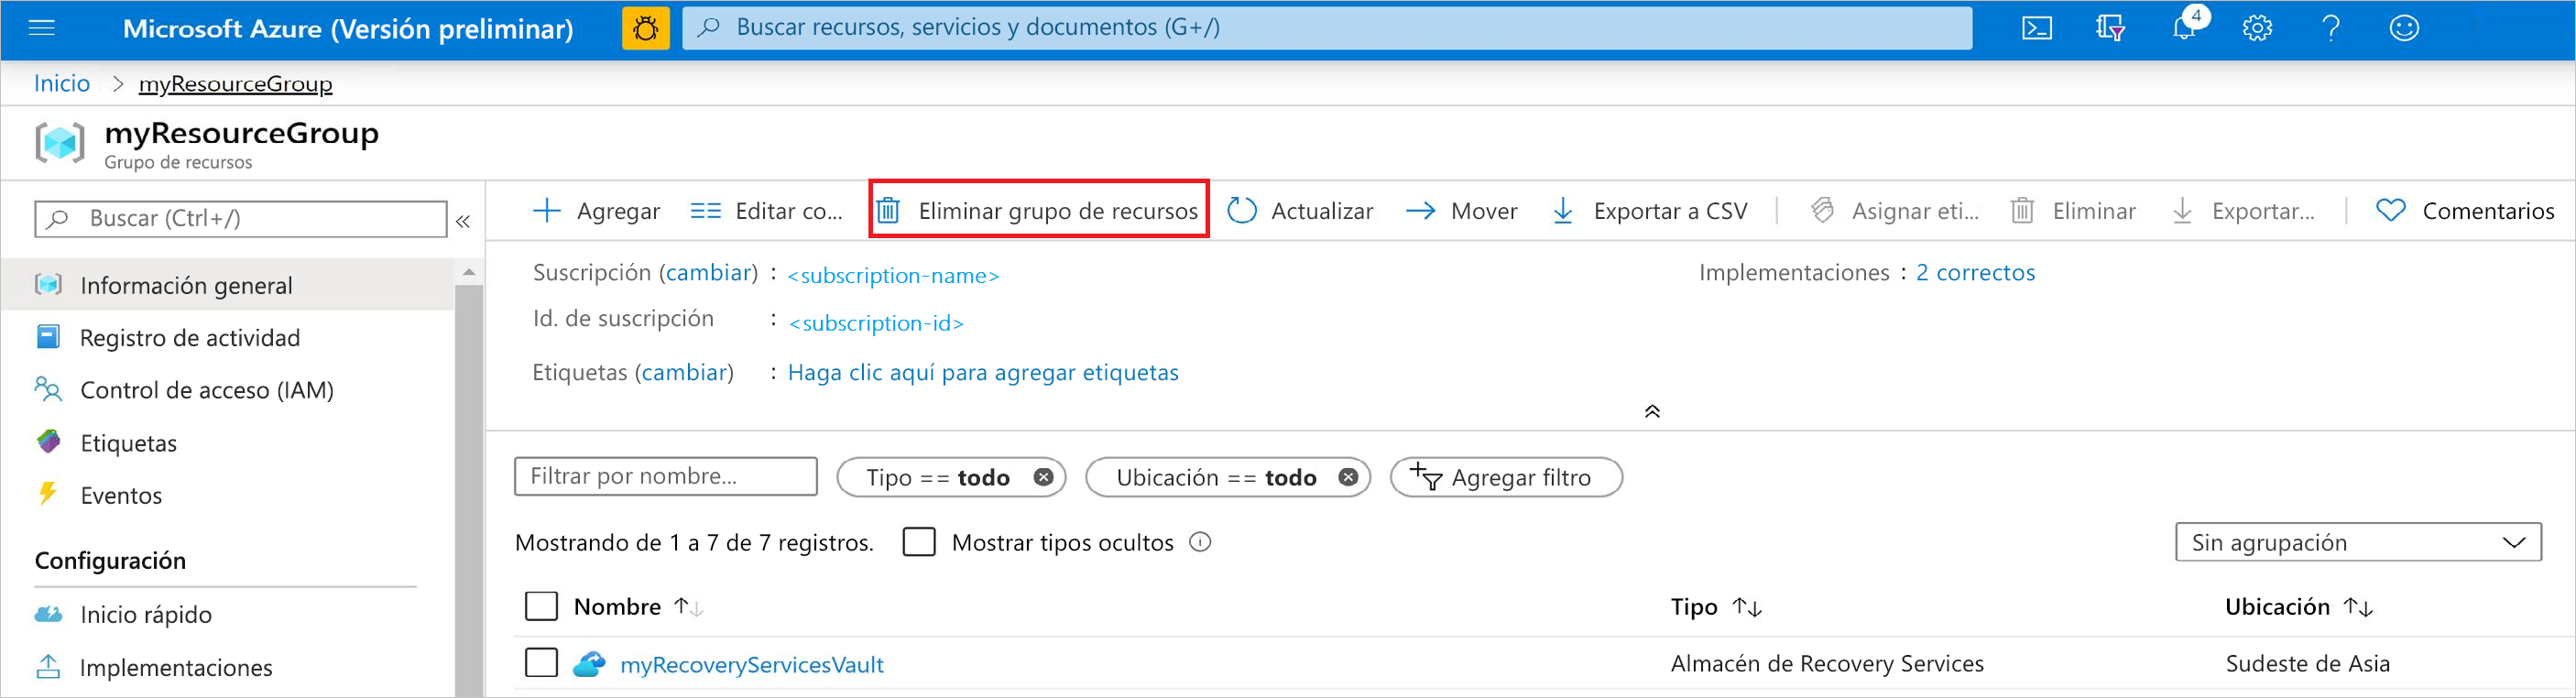 Microsoft Azure (Versión preliminar)
Buscar recursos, servicios y documentos (G+/)
4
Inicio > myResourceGroup
myResourceGroup
Grupo de recursos
Buscar (Ctrl+/)
«
Agregar
Editar co...
Eliminar grupo de recursos
Actualizar
Mover
Exportar a CSV
Asignar eti...
Eliminar
Exportar...
Comentarios
Información general
Registro de actividad
Control de acceso (IAM)
Etiquetas
Eventos
Configuración
Inicio rápido
Implementaciones
Suscripción (cambiar) : <subscription-name>
Implementaciones : 2 correctos
Id. de suscripción : <subscription-id>
Etiquetas (cambiar) : Haga clic aquí para agregar etiquetas
Filtrar por nombre...
Tipo == todo
Ubicación == todo
Agregar filtro
Mostrando de 1 a 7 de 7 registros.
Mostrar tipos ocultos
Sin agrupación
Nombre ↑↓
Tipo ↑↓
Ubicación ↑↓
myRecoveryServicesVault
Almacén de Recovery Services
Sudeste de Asia